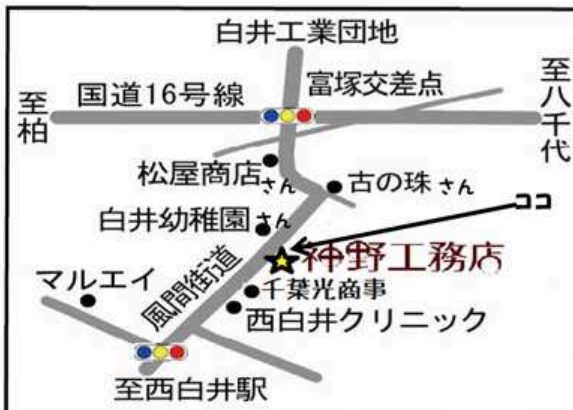 白井工業団地
国道16号線
富塚交差点
至柏
至八千代
松屋商店さん
古の珠さん
ココ
白井幼稚園さん
神野工務店
風間街道
千葉光商事
マルエイ
西白井クリニック
至西白井駅